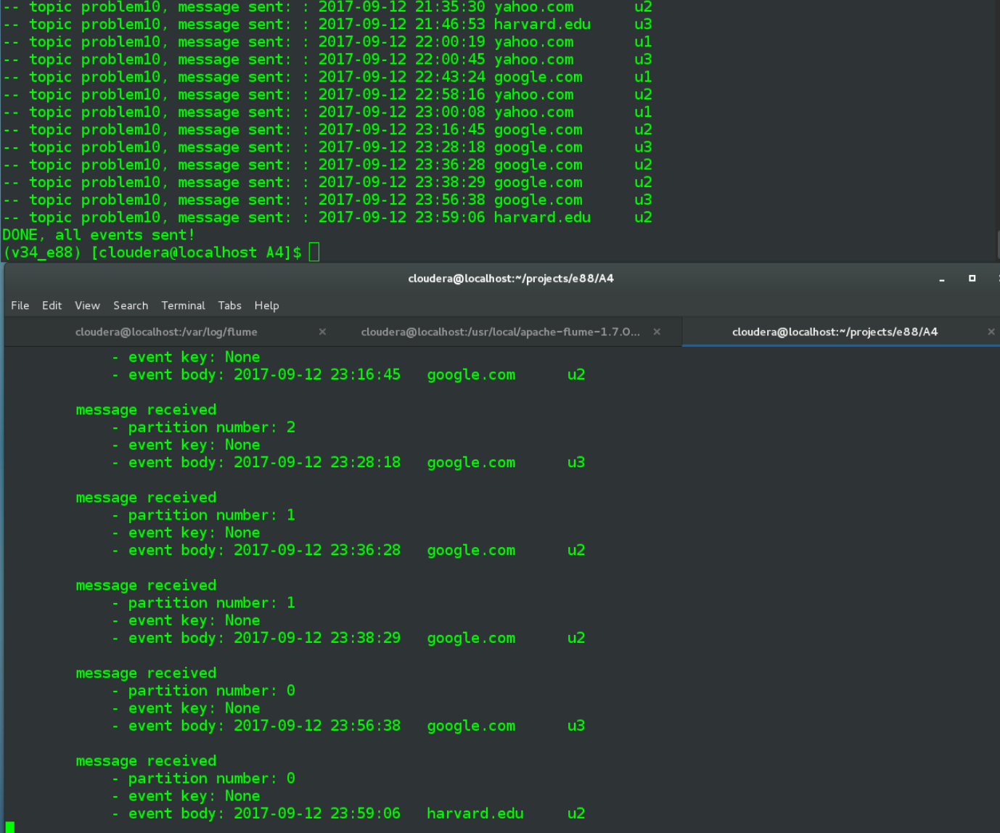 -- topic problem10, message sent: : 2017-09-12 21:35:30 yahoo.com u2
-- topic problem10, message sent: : 2017-09-12 21:46:53 harvard.edu u3
-- topic problem10, message sent: : 2017-09-12 22:00:19 yahoo.com u1
-- topic problem10, message sent: : 2017-09-12 22:00:45 yahoo.com u3
-- topic problem10, message sent: : 2017-09-12 22:43:24 google.com u1
-- topic problem10, message sent: : 2017-09-12 22:58:16 yahoo.com u2
-- topic problem10, message sent: : 2017-09-12 23:00:08 yahoo.com u1
-- topic problem10, message sent: : 2017-09-12 23:16:45 google.com u2
-- topic problem10, message sent: : 2017-09-12 23:28:18 google.com u3
-- topic problem10, message sent: : 2017-09-12 23:36:28 google.com u2
-- topic problem10, message sent: : 2017-09-12 23:38:29 google.com u2
-- topic problem10, message sent: : 2017-09-12 23:56:38 google.com u3
-- topic problem10, message sent: : 2017-09-12 23:59:06 harvard.edu u2
DONE, all events sent!
(v34_e88) [cloudera@localhost A4]$
cloudera@localhost:~/projects/e88/A4
File Edit View Search Terminal Tabs Help
cloudera@localhost:/var/log/flume × cloudera@localhost:/usr/local/apache-flume-1.7.0... × cloudera@localhost:~/projects/e88/A4 ×
- event key: None
- event body: 2017-09-12 23:16:45 google.com u2
message received
- partition number: 2
- event key: None
- event body: 2017-09-12 23:28:18 google.com u3
message received
- partition number: 1
- event key: None
- event body: 2017-09-12 23:36:28 google.com u2
message received
- partition number: 1
- event key: None
- event body: 2017-09-12 23:38:29 google.com u2
message received
- partition number: 0
- event key: None
- event body: 2017-09-12 23:56:38 google.com u3
message received
- partition number: 0
- event key: None
- event body: 2017-09-12 23:59:06 harvard.edu u2